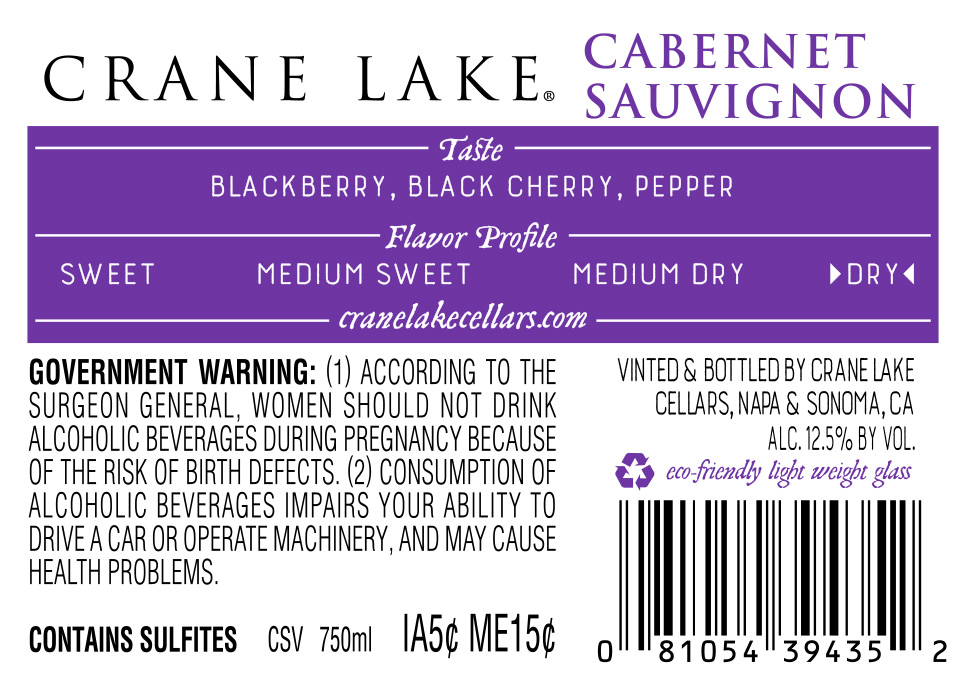 CRANE LAKE®
CABERNET
SAUVIGNON
Taste
BLACKBERRY, BLACK CHERRY, PEPPER
Flavor Profile
SWEET MEDIUM SWEET MEDIUM DRY ▶DRY◀
cranelakecellars.com
GOVERNMENT WARNING: (1) ACCORDING TO THE
SURGEON GENERAL, WOMEN SHOULD NOT DRINK
ALCOHOLIC BEVERAGES DURING PREGNANCY BECAUSE
OF THE RISK OF BIRTH DEFECTS. (2) CONSUMPTION OF
ALCOHOLIC BEVERAGES IMPAIRS YOUR ABILITY TO
DRIVE A CAR OR OPERATE MACHINERY, AND MAY CAUSE
HEALTH PROBLEMS.
CONTAINS SULFITES CSV 750ml IA5¢ ME15¢
VINTED & BOTTLED BY CRANE LAKE
CELLARS, NAPA & SONOMA, CA
ALC. 12.5% BY VOL.
eco-friendly light weight glass
0 81054 39435 2